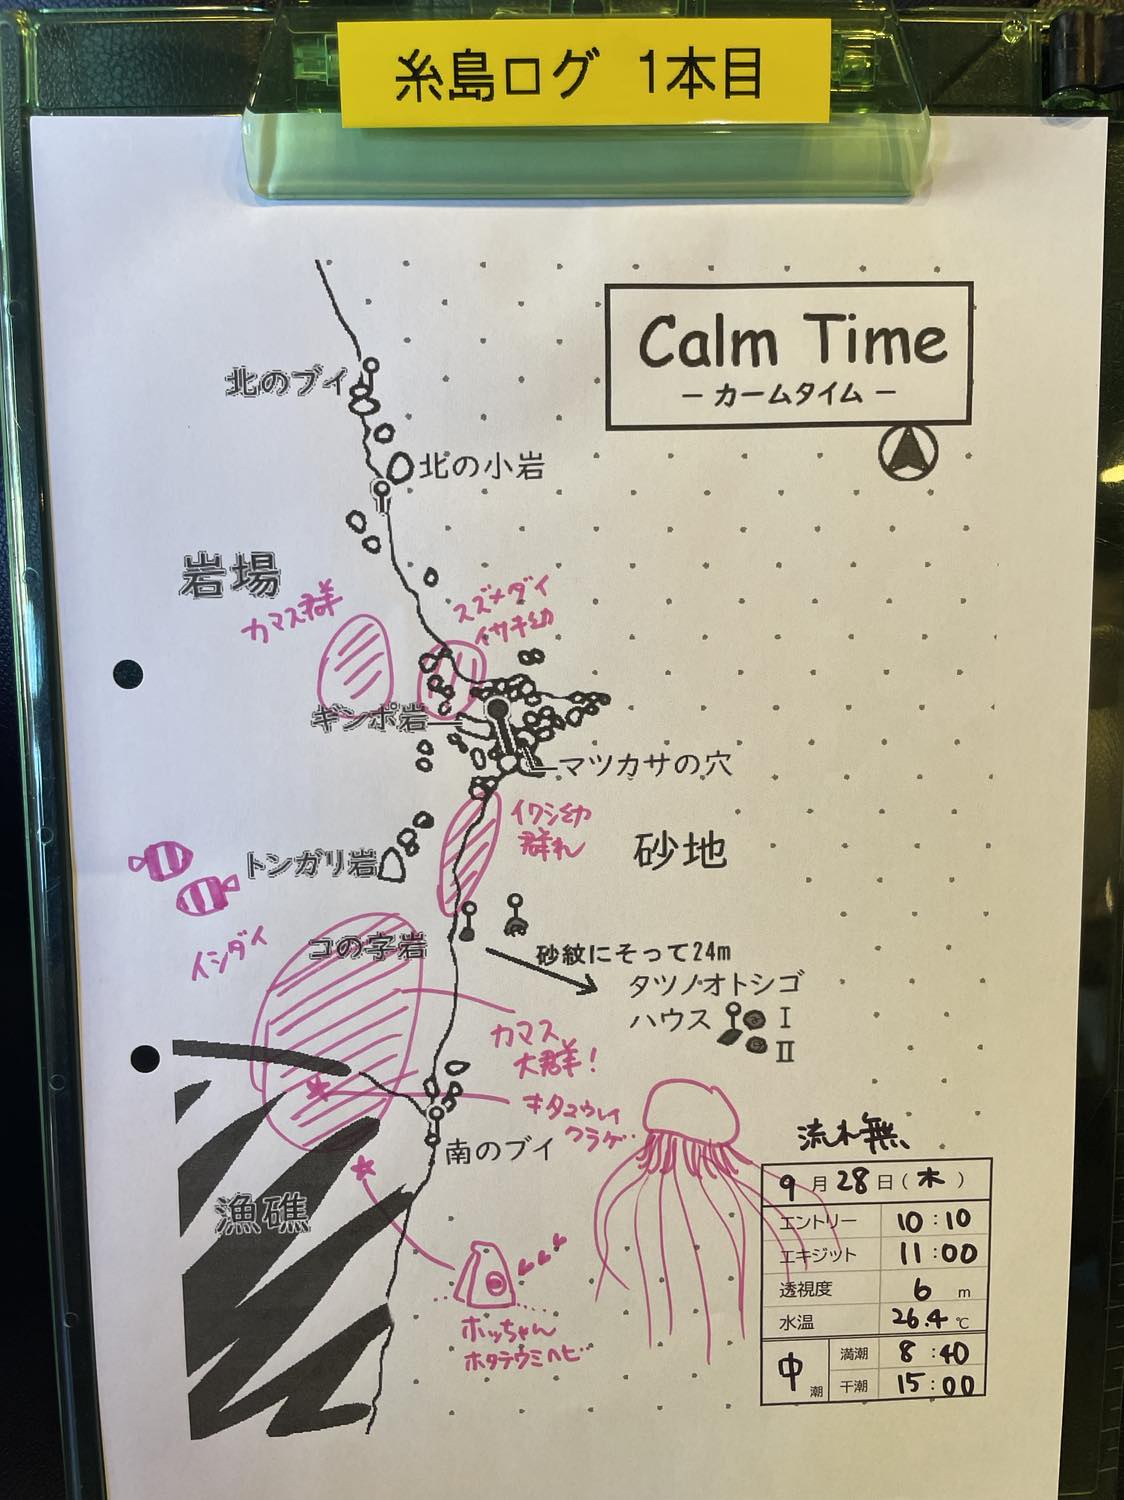 糸島ログ 1本目
Calm Time
－ カームタイム －
北のブイ
北の小岩
岩場
カマス群
スズメダイ
イサキ幼
ギンポ岩
マツカサの穴
イワシ幼
群れ
砂地
トンガリ岩
イシダイ
コの字岩
砂紋にそって24m
タツノオトシゴ
ハウス Ⅰ
Ⅱ
カマス
大群!
キタユウレイ
クラゲ
南のブイ
漁礁
ホッちゃん
ホタテウミヘビ
流れ無、
9月28日(木)
エントリー 10:10
エキジット 11:00
透視度 6 m
水温 26.4 ℃
中潮 満潮 8:40
干潮 15:00